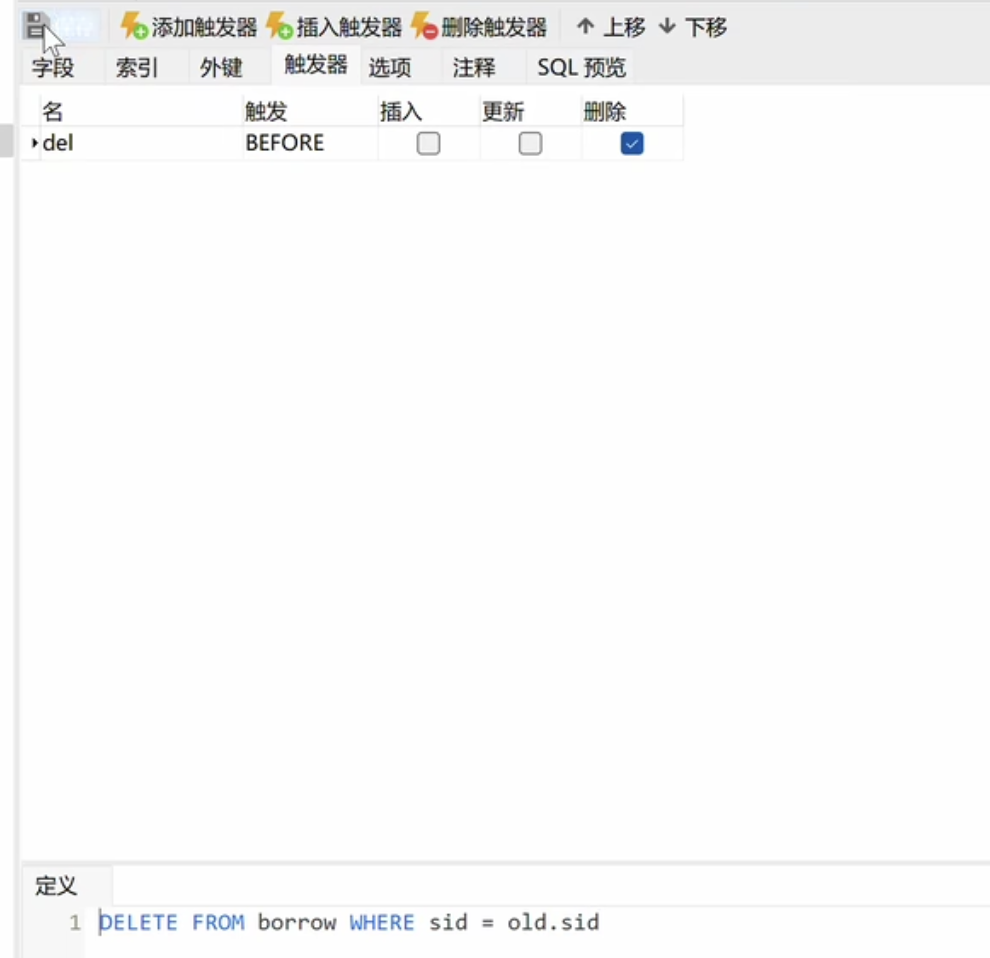 添加触发器 插入触发器 删除触发器 ↑ 上移 ↓ 下移
字段 索引 外键 触发器 选项 注释 SQL 预览
名 触发 插入 更新 删除
del BEFORE
定义
1 DELETE FROM borrow WHERE sid = old.sid